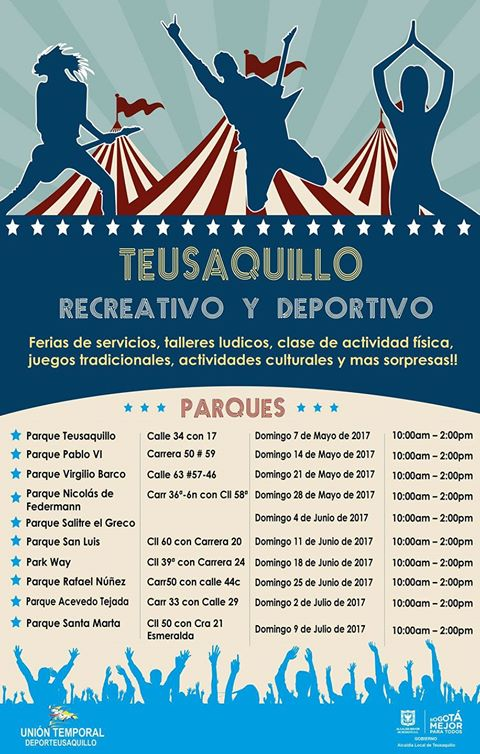 TEUSAQUILLO
RECREATIVO Y DEPORTIVO
Ferias de servicios, talleres ludicos, clase de actividad física,
juegos tradicionales, actividades culturales y mas sorpresas!!
PARQUES
Parque Teusaquillo Calle 34 con 17 Domingo 7 de Mayo de 2017 10:00am – 2:00pm
Parque Pablo VI Carrera 50 # 59 Domingo 14 de Mayo de 2017 10:00am – 2:00pm
Parque Virgilio Barco Calle 63 #57-46 Domingo 21 de Mayo de 2017 10:00am – 2:00pm
Parque Nicolás de Federmann Carr 36ª-6n con Cll 58ª Domingo 28 de Mayo de 2017 10:00am – 2:00pm
Parque Salitre el Greco Domingo 4 de Junio de 2017 10:00am – 2:00pm
Parque San Luis Cll 60 con Carrera 20 Domingo 11 de Junio de 2017 10:00am – 2:00pm
Park Way Cll 39ª con Carrera 24 Domingo 18 de Junio de 2017 10:00am – 2:00pm
Parque Rafael Núñez Carr50 con calle 44c Domingo 25 de Junio de 2017 10:00am – 2:00pm
Parque Acevedo Tejada Carr 33 con Calle 29 Domingo 2 de Julio de 2017 10:00am – 2:00pm
Parque Santa Marta Cll 50 con Cra 21 Esmeralda Domingo 9 de Julio de 2017 10:00am – 2:00pm
UNIÓN TEMPORAL
DEPORTEUSAQUILLO
ALCALDÍA MAYOR
DE BOGOTÁ D.C.
BOGOTÁ
MEJOR
PARA TODOS
GOBIERNO
Alcaldía Local de Teusaquillo